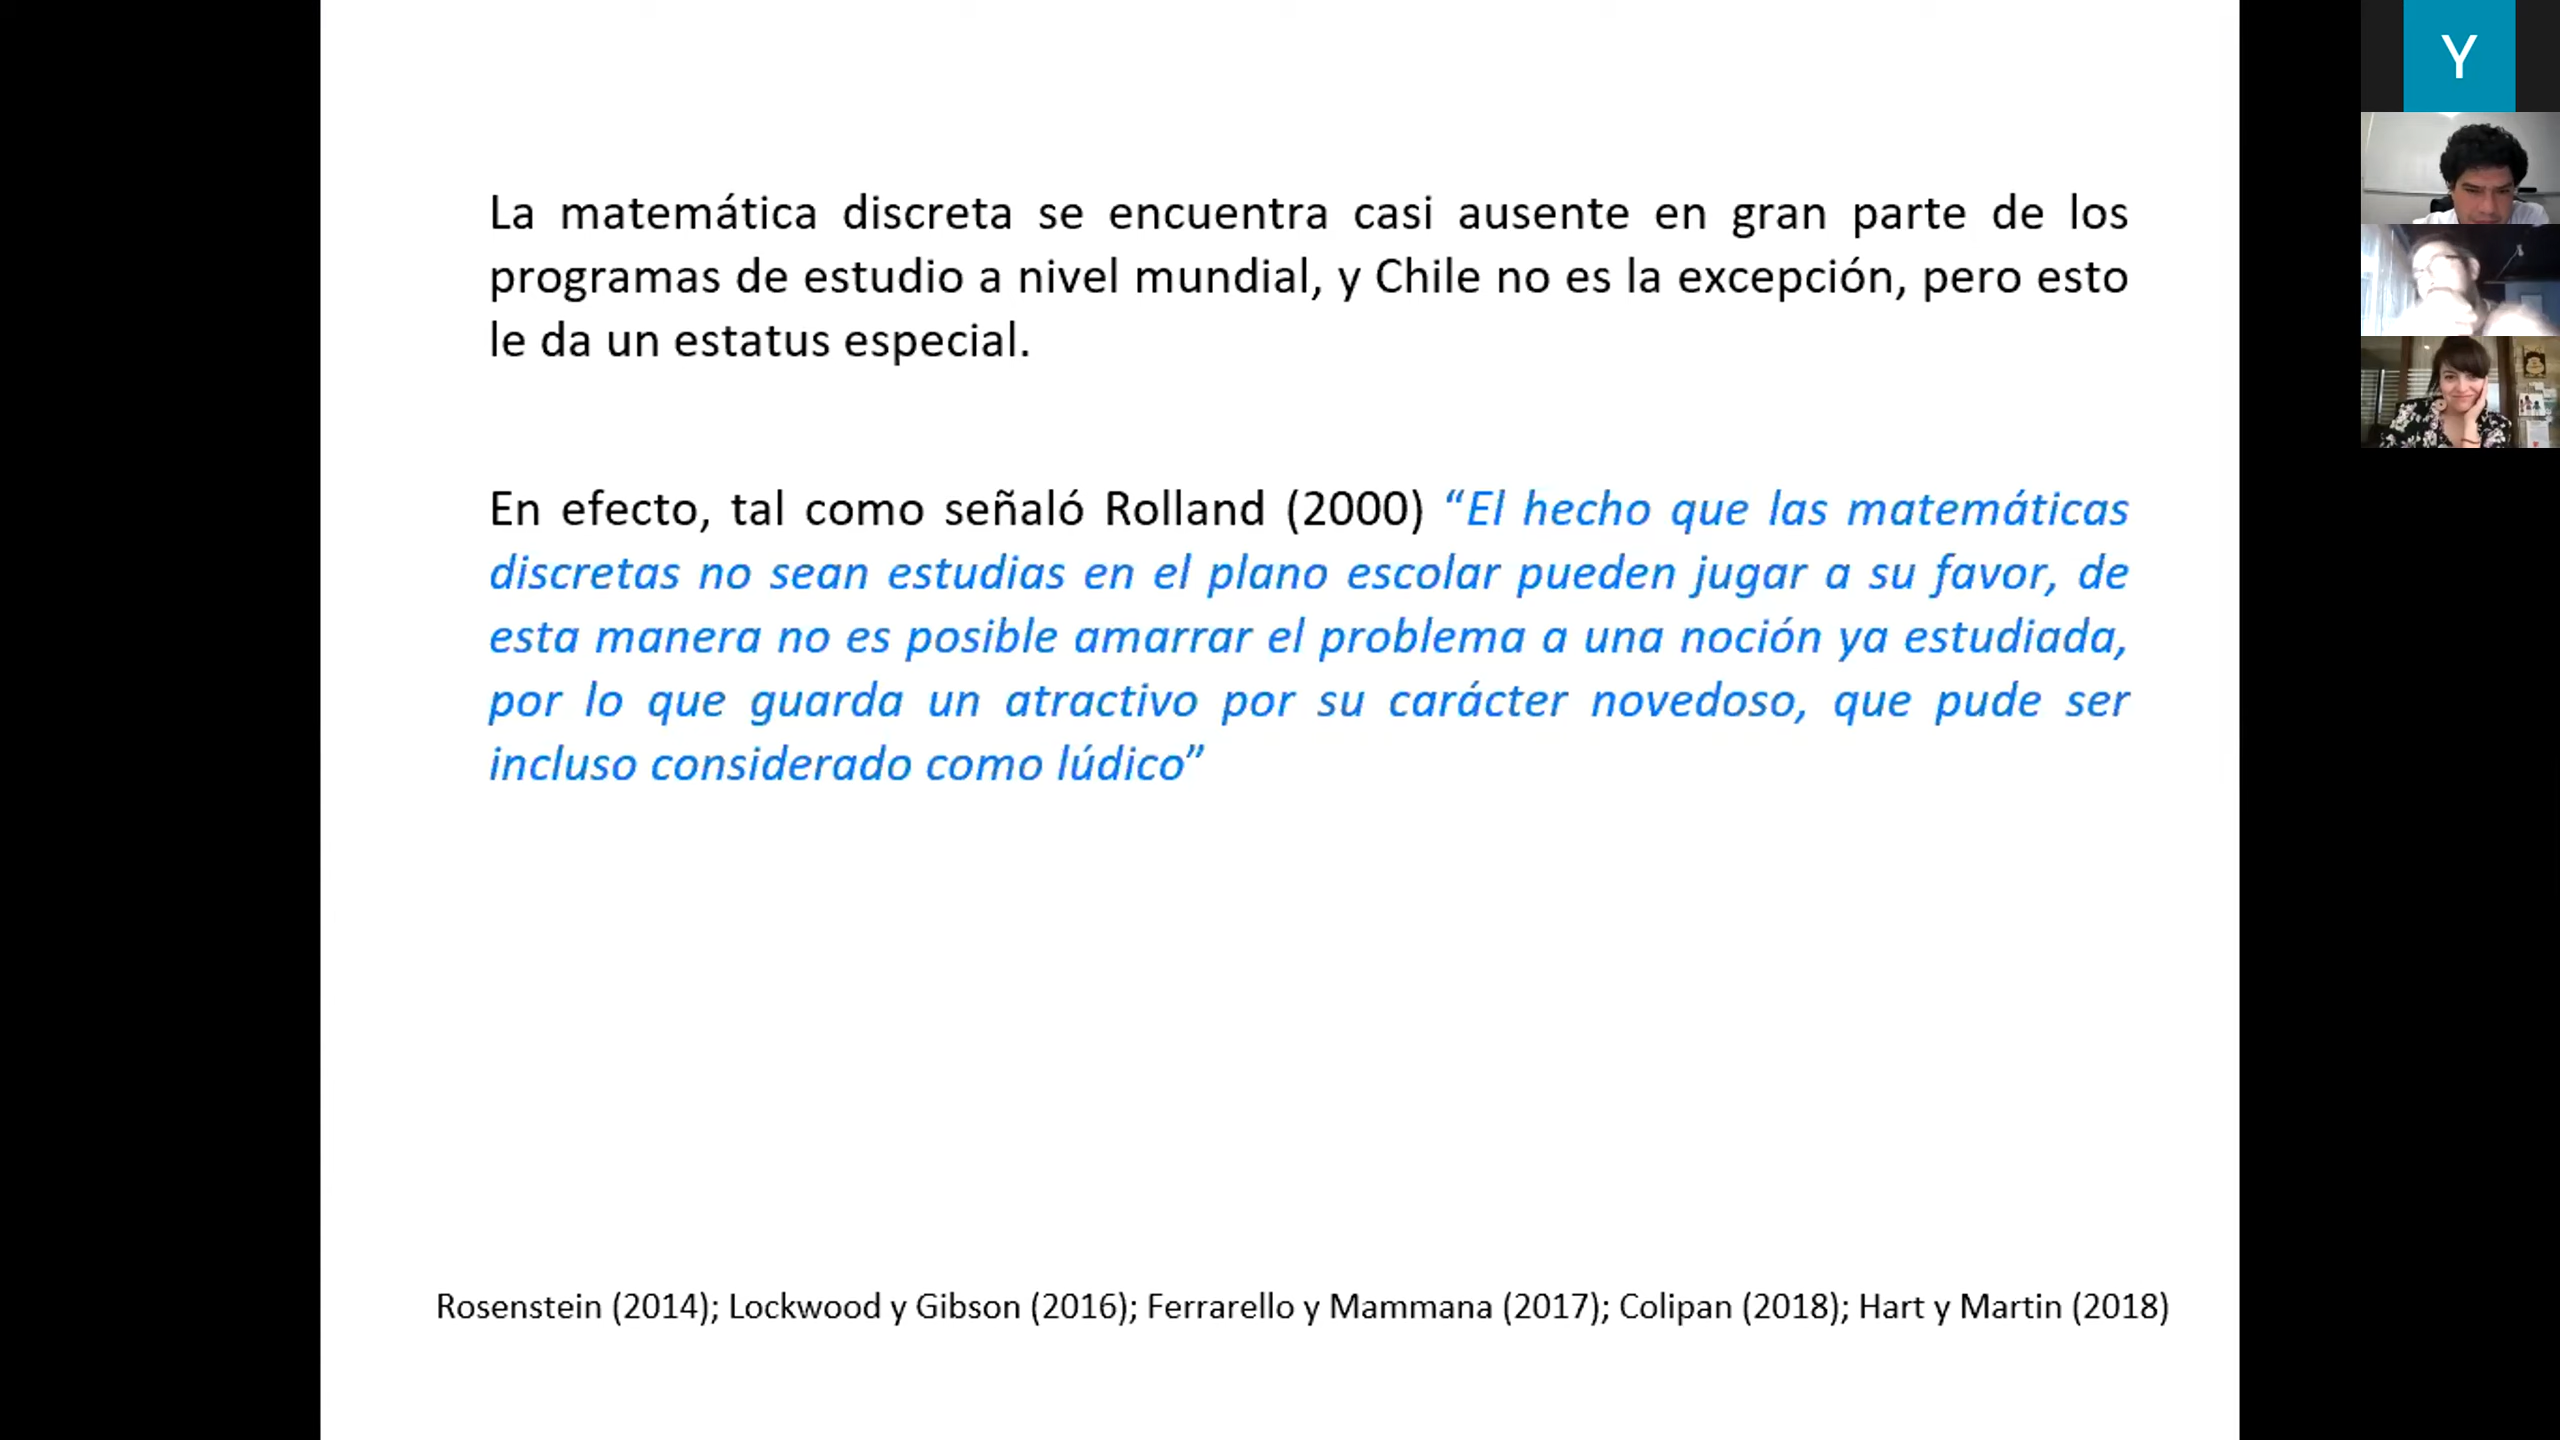 La matemática discreta se encuentra casi ausente en gran parte de los
programas de estudio a nivel mundial, y Chile no es la excepción, pero esto
le da un estatus especial.
En efecto, tal como señaló Rolland (2000) “El hecho que las matemáticas
discretas no sean estudias en el plano escolar pueden jugar a su favor, de
esta manera no es posible amarrar el problema a una noción ya estudiada,
por lo que guarda un atractivo por su carácter novedoso, que pude ser
incluso considerado como lúdico”
Rosenstein (2014); Lockwood y Gibson (2016); Ferrarello y Mammana (2017); Colipan (2018); Hart y Martin (2018)
Y